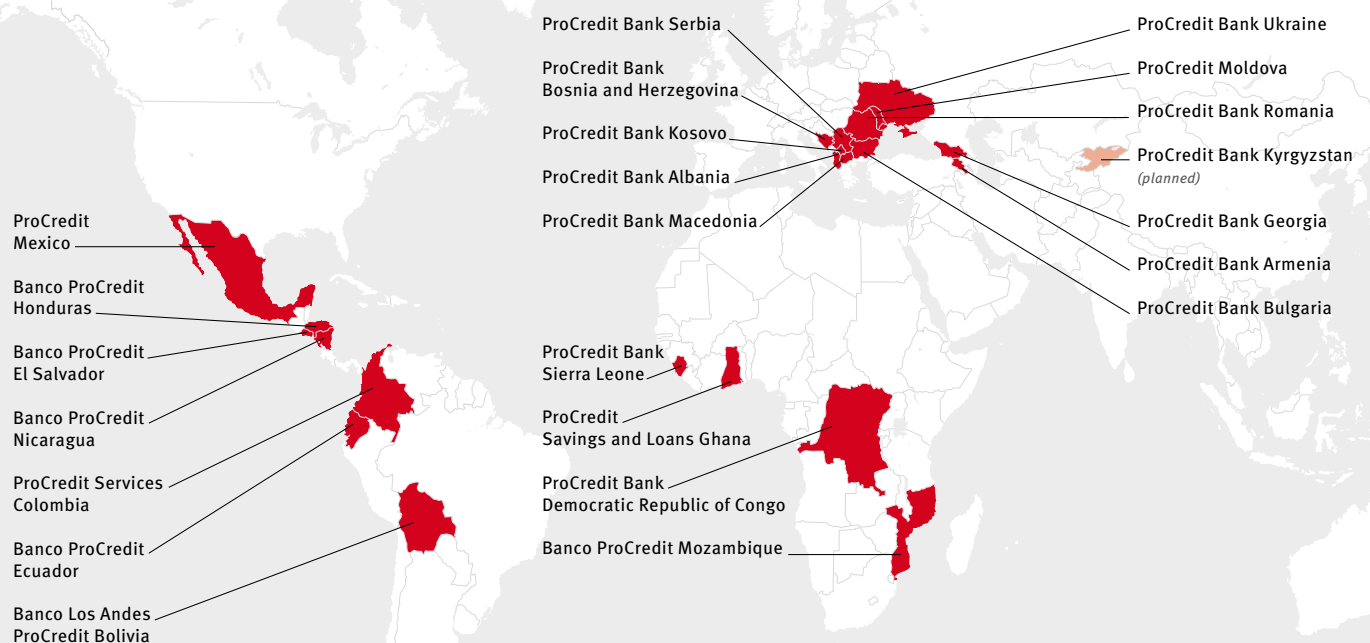 ProCredit
Mexico
Banco ProCredit
Honduras
Banco ProCredit
El Salvador
Banco ProCredit
Nicaragua
ProCredit Services
Colombia
Banco ProCredit
Ecuador
Banco Los Andes
ProCredit Bolivia
ProCredit Bank Serbia
ProCredit Bank
Bosnia and Herzegovina
ProCredit Bank Kosovo
ProCredit Bank Albania
ProCredit Bank Macedonia
ProCredit Bank
Sierra Leone
ProCredit
Savings and Loans Ghana
ProCredit Bank
Democratic Republic of Congo
Banco ProCredit Mozambique
ProCredit Bank Ukraine
ProCredit Moldova
ProCredit Bank Romania
ProCredit Bank Kyrgyzstan
(planned)
ProCredit Bank Georgia
ProCredit Bank Armenia
ProCredit Bank Bulgaria